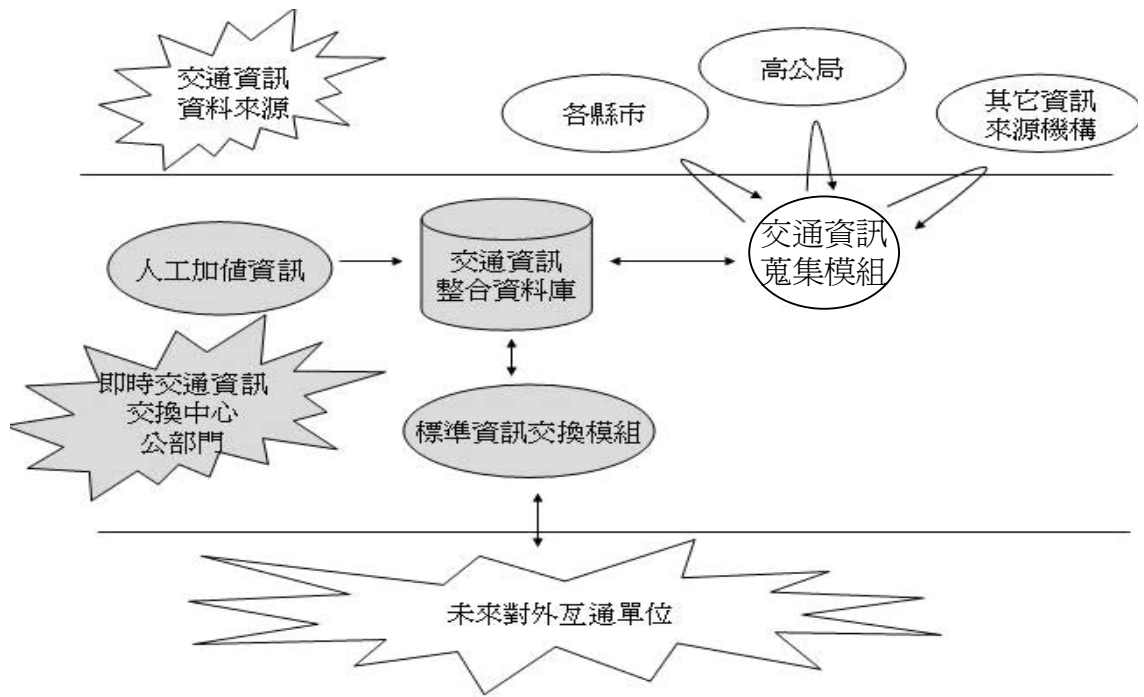 交通資訊
資料來源
各縣市
高公局
其它資訊
來源機構
人工加值資訊
交通資訊
整合資料庫
交通資訊
蒐集模組
即時交通資訊
交換中心
公部門
標準資訊交換模組
未來對外互通單位